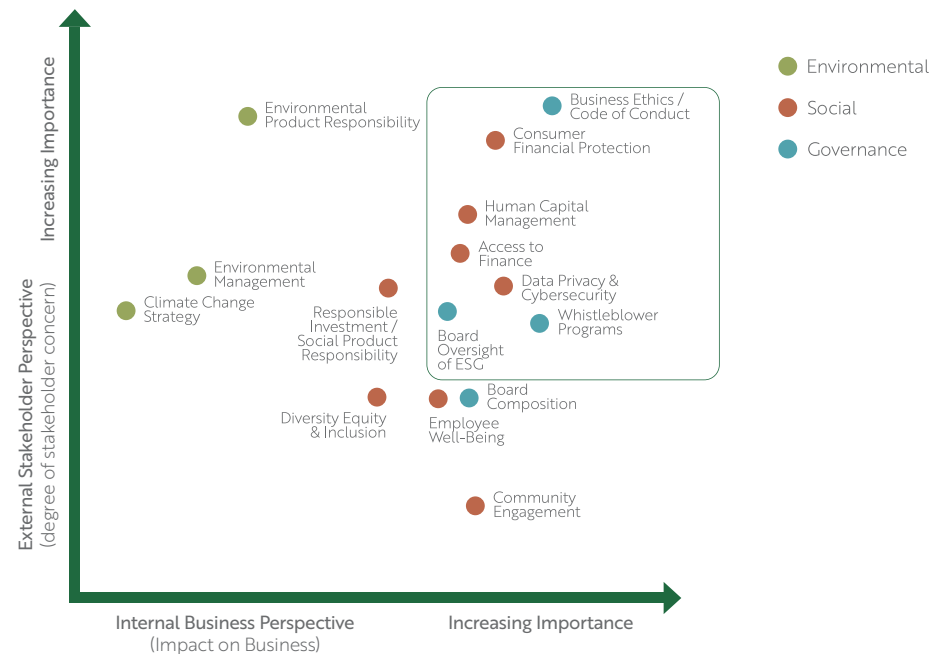 Increasing Importance
External Stakeholder Perspective
(degree of stakeholder concern)
Environmental
Product Responsibility
Business Ethics /
Code of Conduct
Consumer
Financial Protection
Human Capital
Management
Access to
Finance
Environmental
Management
Data Privacy &
Cybersecurity
Climate Change
Strategy
Responsible
Investment /
Social Product
Responsibility
Whistleblower
Programs
Board
Oversight
of ESG
Board
Composition
Diversity Equity
& Inclusion
Employee
Well-Being
Community
Engagement
Environmental
Social
Governance
Internal Business Perspective
(Impact on Business)
Increasing Importance